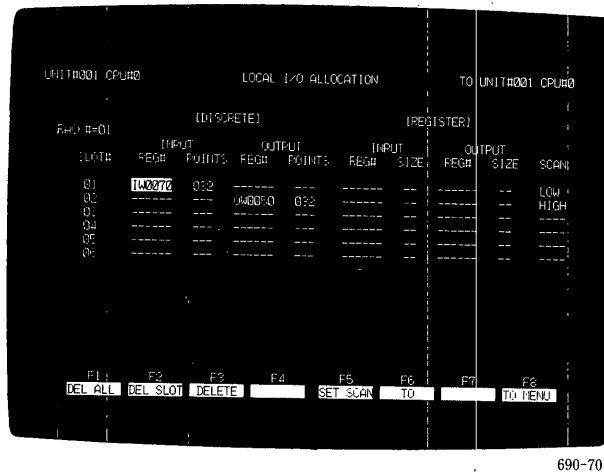 UNIT#001 CPU#0 LOCAL I/O ALLOCATION TO UNIT#001 CPU#0
RACK#=01 [DISCRETE] [REGISTER]
INPUT OUTPUT INPUT OUTPUT
SLOT# REG# POINTS REG# POINTS REG# SIZE REG# SIZE SCAN
01 IW0070 032 ------ --- ------ -- ------ -- LOW
02 ------ --- OW0050 032 ------ -- ------ -- HIGH
03 ------ --- ------ --- ------ -- ------ -- ----
04 ------ --- ------ --- ------ -- ------ -- ----
05 ------ --- ------ --- ------ -- ------ -- ----
06 ------ --- ------ --- ------ -- ------ -- ----
F1 F2 F3 F4 F5 F6 F7 F8
DEL ALL DEL SLOT DELETE SET SCAN TO TO MENU
690-70